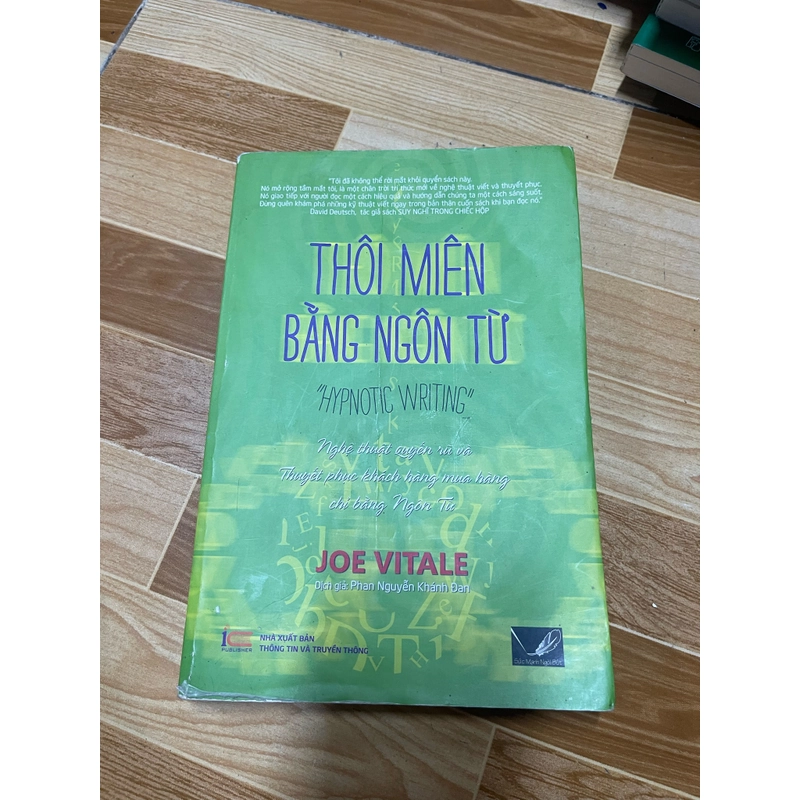 "Tôi đã không thể rời mắt khỏi quyển sách này.
Nó mở rộng tầm mắt tôi, là một chân trời tri thức mới về nghệ thuật viết và thuyết phục.
Nó giao tiếp với người đọc một cách hiệu quả và hướng dẫn chúng ta một cách sáng suốt.
Đừng quên khám phá những kỹ thuật viết ngay trong bản thân cuốn sách khi bạn đọc nó."
David Deutsch, tác giả sách SUY NGHĨ TRONG CHIẾC HỘP
THÔI MIÊN
BẰNG NGÔN TỪ
"HYPNOTIC WRITING"
Nghệ thuật quyến rũ và
Thuyết phục khách hàng mua hàng
chỉ bằng Ngôn Từ
JOE VITALE
Dịch giả: Phan Nguyễn Khánh Đan
PUBLISHER
NHÀ XUẤT BẢN
THÔNG TIN VÀ TRUYỀN THÔNG
Sức Mạnh Ngòi Bút